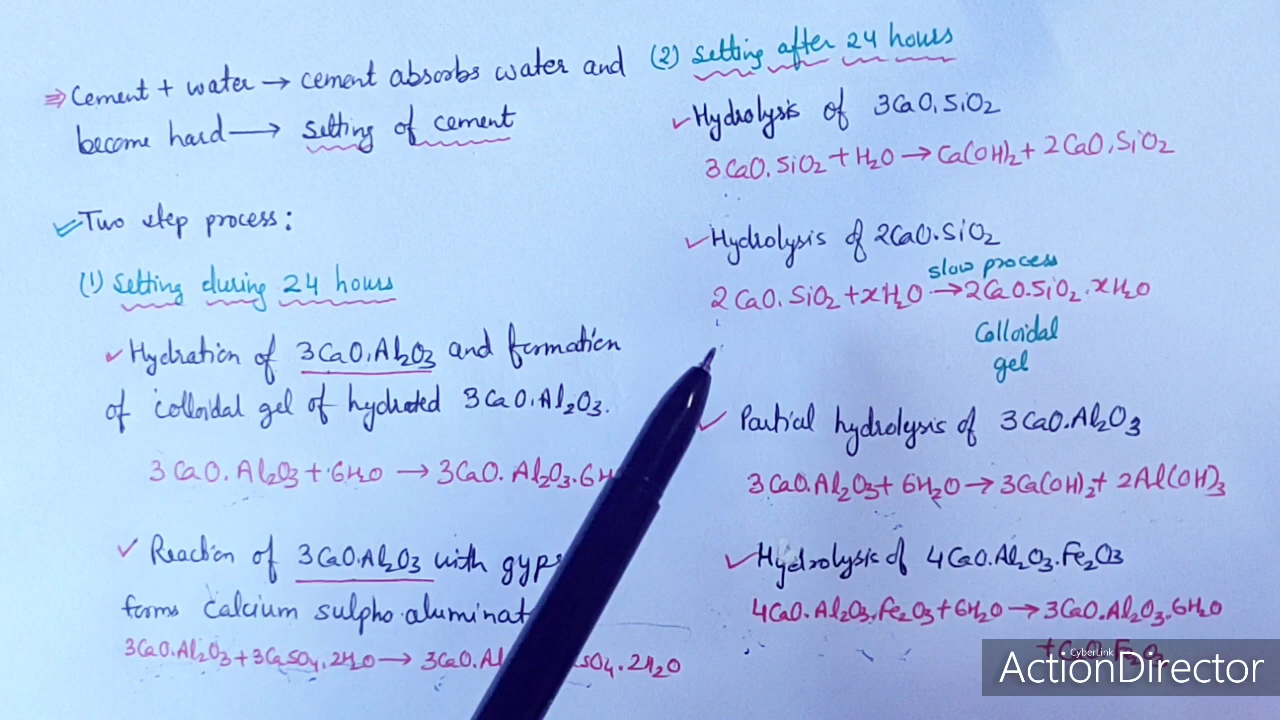 ⇒ Cement + water → cement absorbs water and
become hard → setting of cement
Two step process:
(1) Setting during 24 hours
Hydration of 3CaO.Al2O3 and formation
of colloidal gel of hydrated 3CaO.Al2O3.
3CaO.Al2O3 + 6H2O → 3CaO.Al2O3.6H
Reaction of 3CaO.Al2O3 with gyps
forms Calcium sulpho.aluminat
3CaO.Al2O3 + 3CaSO4.2H2O → 3CaO.Al SO4.2H2O
(2) Setting after 24 hours
Hydrolysis of 3CaO.SiO2
3CaO.SiO2 + H2O → Ca(OH)2 + 2CaO.SiO2
Hydrolysis of 2CaO.SiO2
slow process
2CaO.SiO2 + xH2O → 2CaO.SiO2.xH2O
Colloidal
gel
Partial hydrolysis of 3CaO.Al2O3
3CaO.Al2O3 + 6H2O → 3Ca(OH)2 + 2Al(OH)3
Hydrolysis of 4CaO.Al2O3.Fe2O3
4CaO.Al2O3.Fe2O3 + 6H2O → 3CaO.Al2O3.6H2O
CyberLink
ActionDirector